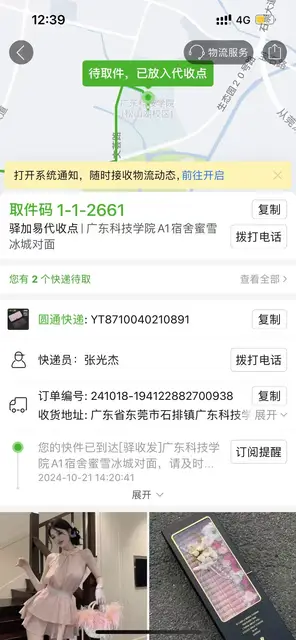 12:39
4G
物流服务
待取件，已放入代收点
广东科技学院
生态园20号
打开系统通知，随时接收物流动态，前往开启
取件码 1-1-2661
复制
驿加易代收点 | 广东科技学院A1宿舍蜜雪冰城对面
拨打电话
您有 2 个快递待取
查看全部 >
圆通快递: YT8710040210891
复制
快递员：张光杰
拨打电话
订单编号: 241018-194122882700938
复制
收货地址: 广东省东莞市石排镇广东科技学
展开
您的快件已到达[驿收发]广东科技学
院A1宿舍蜜雪冰城对面，请及时...
订阅提醒
2024-10-21 14:20:41
展开